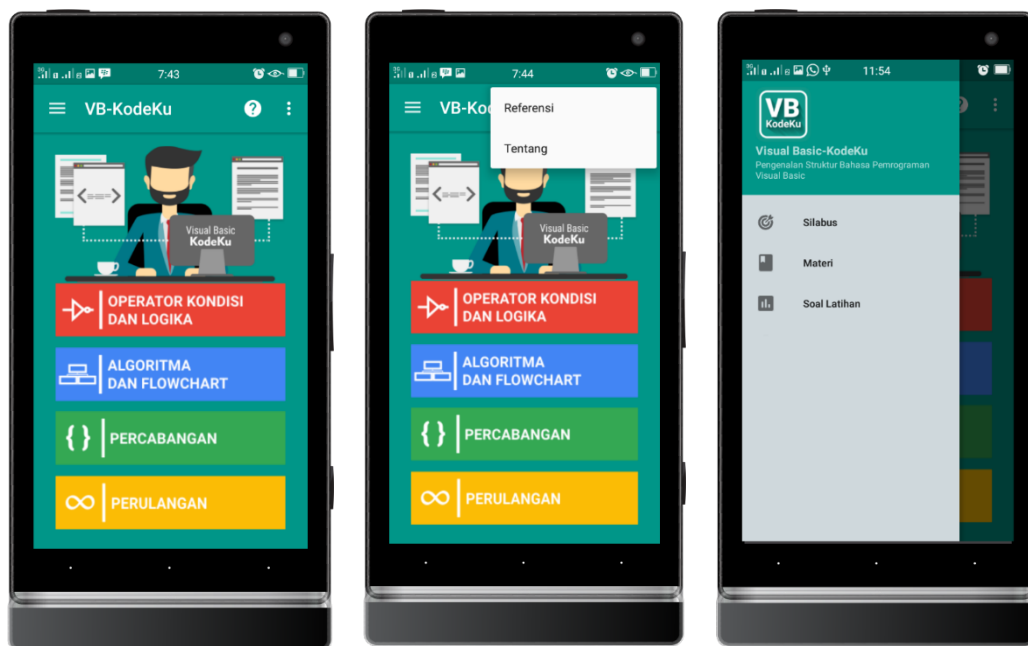 7:43
VB-KodeKu
?
Visual Basic
KodeKu
OPERATOR KONDISI
DAN LOGIKA
ALGORITMA
DAN FLOWCHART
PERCABANGAN
PERULANGAN
7:44
VB-Kod
Referensi
Tentang
Visual Basic
KodeKu
OPERATOR KONDISI
DAN LOGIKA
ALGORITMA
DAN FLOWCHART
PERCABANGAN
PERULANGAN
11:54
VB
KodeKu
Visual Basic-KodeKu
Pengenalan Struktur Bahasa Pemrograman
Visual Basic
Silabus
Materi
Soal Latihan